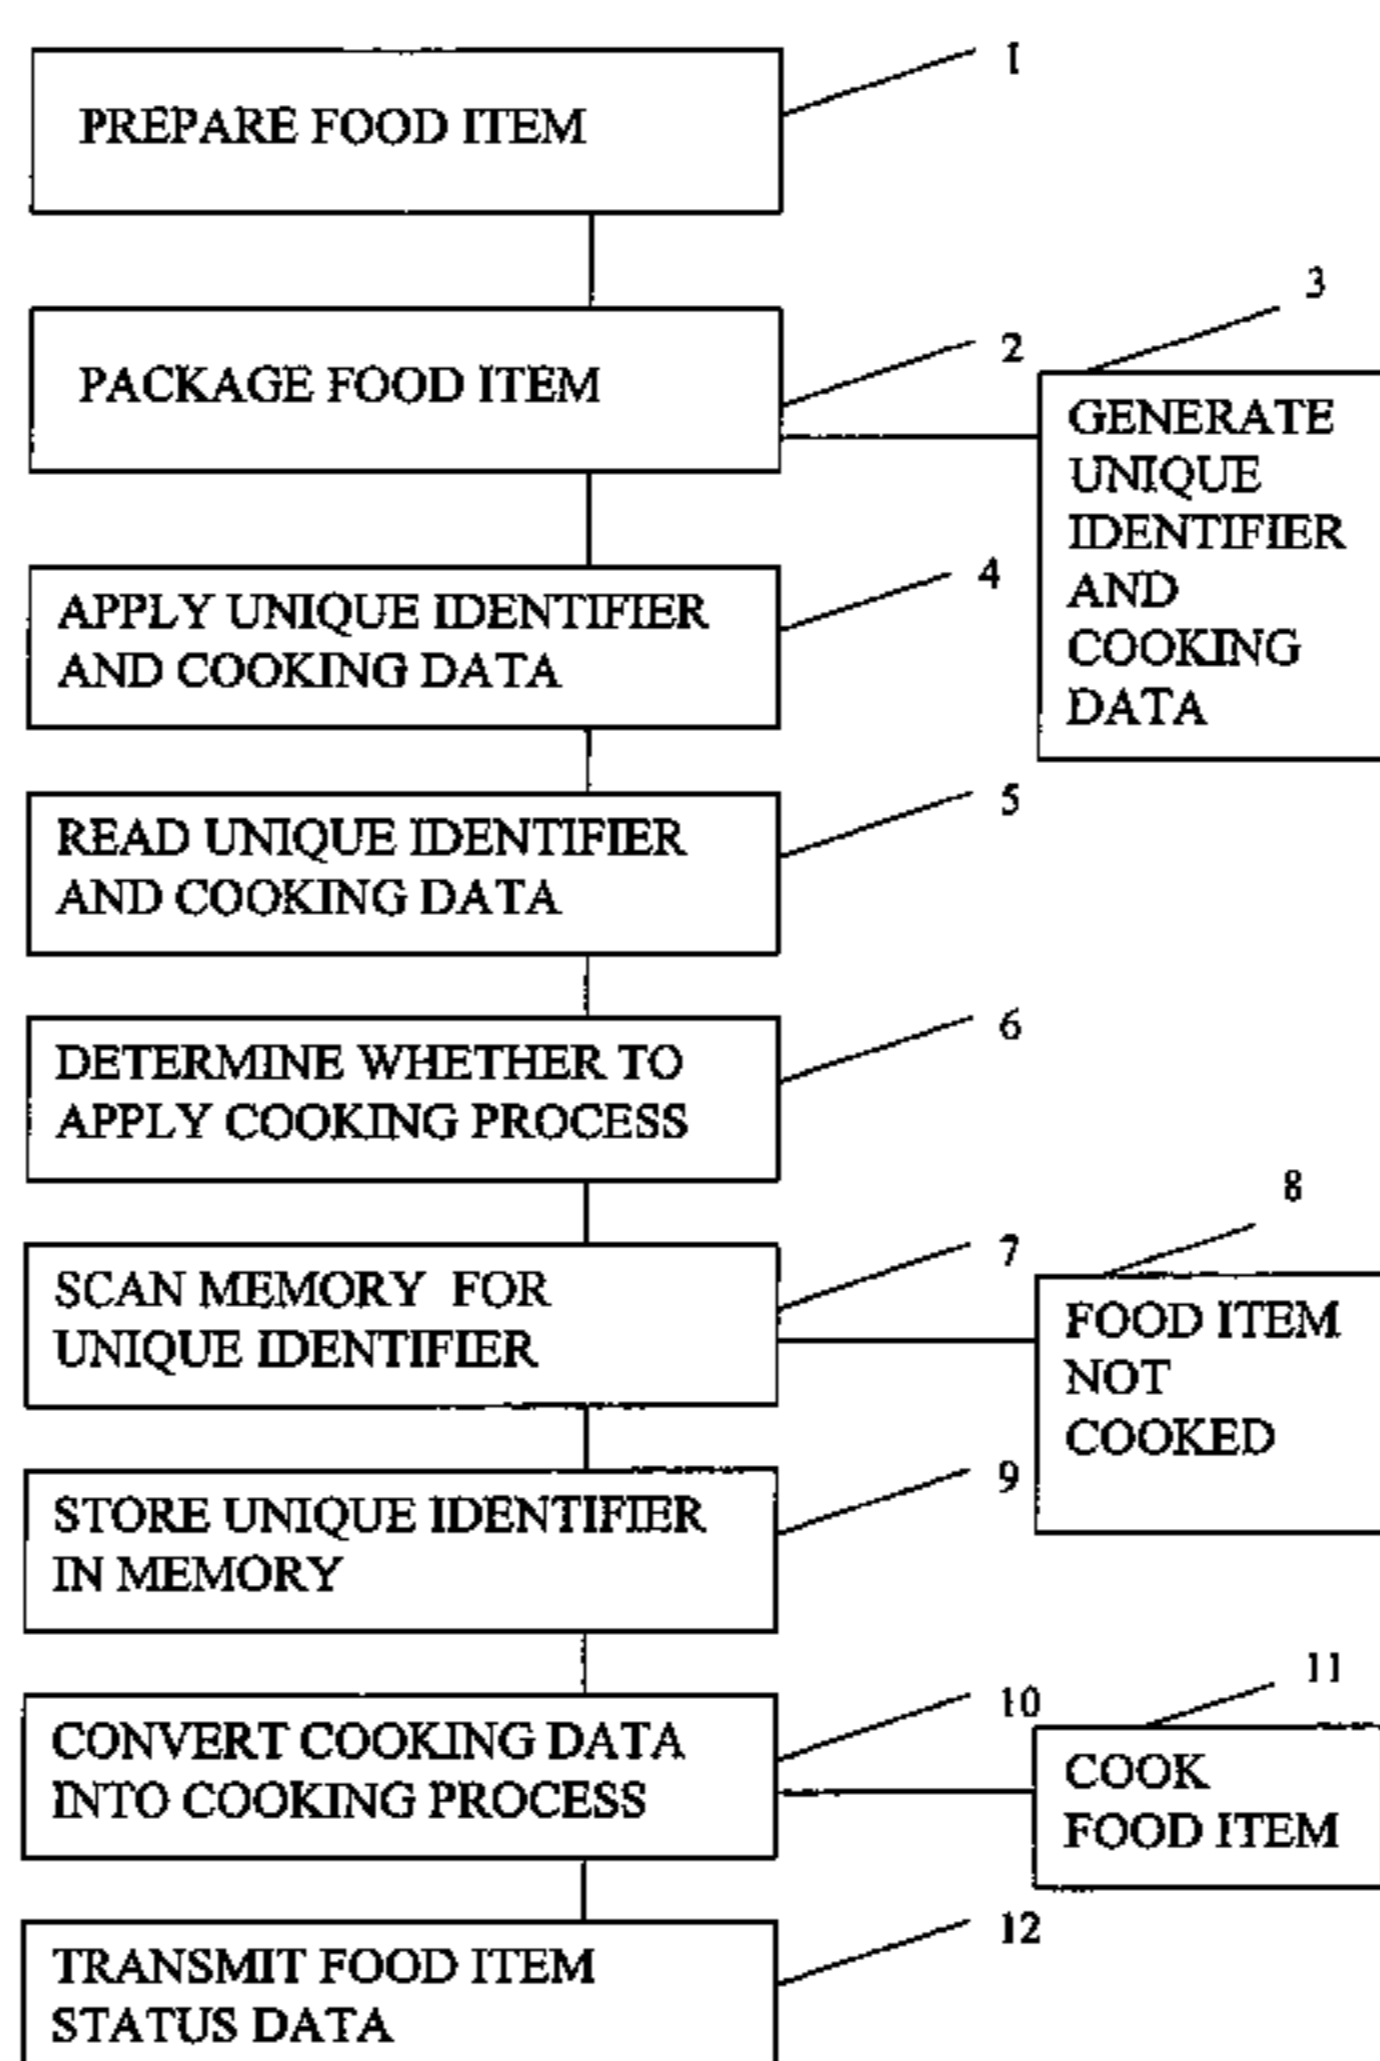 1
PREPARE FOOD ITEM
2
PACKAGE FOOD ITEM
3
GENERATE
UNIQUE
IDENTIFIER
AND
COOKING
DATA
4
APPLY UNIQUE IDENTIFIER
AND COOKING DATA
5
READ UNIQUE IDENTIFIER
AND COOKING DATA
6
DETERMINE WHETHER TO
APPLY COOKING PROCESS
7
SCAN MEMORY FOR
UNIQUE IDENTIFIER
8
FOOD ITEM
NOT
COOKED
9
STORE UNIQUE IDENTIFIER
IN MEMORY
10
CONVERT COOKING DATA
INTO COOKING PROCESS
11
COOK
FOOD ITEM
12
TRANSMIT FOOD ITEM
STATUS DATA